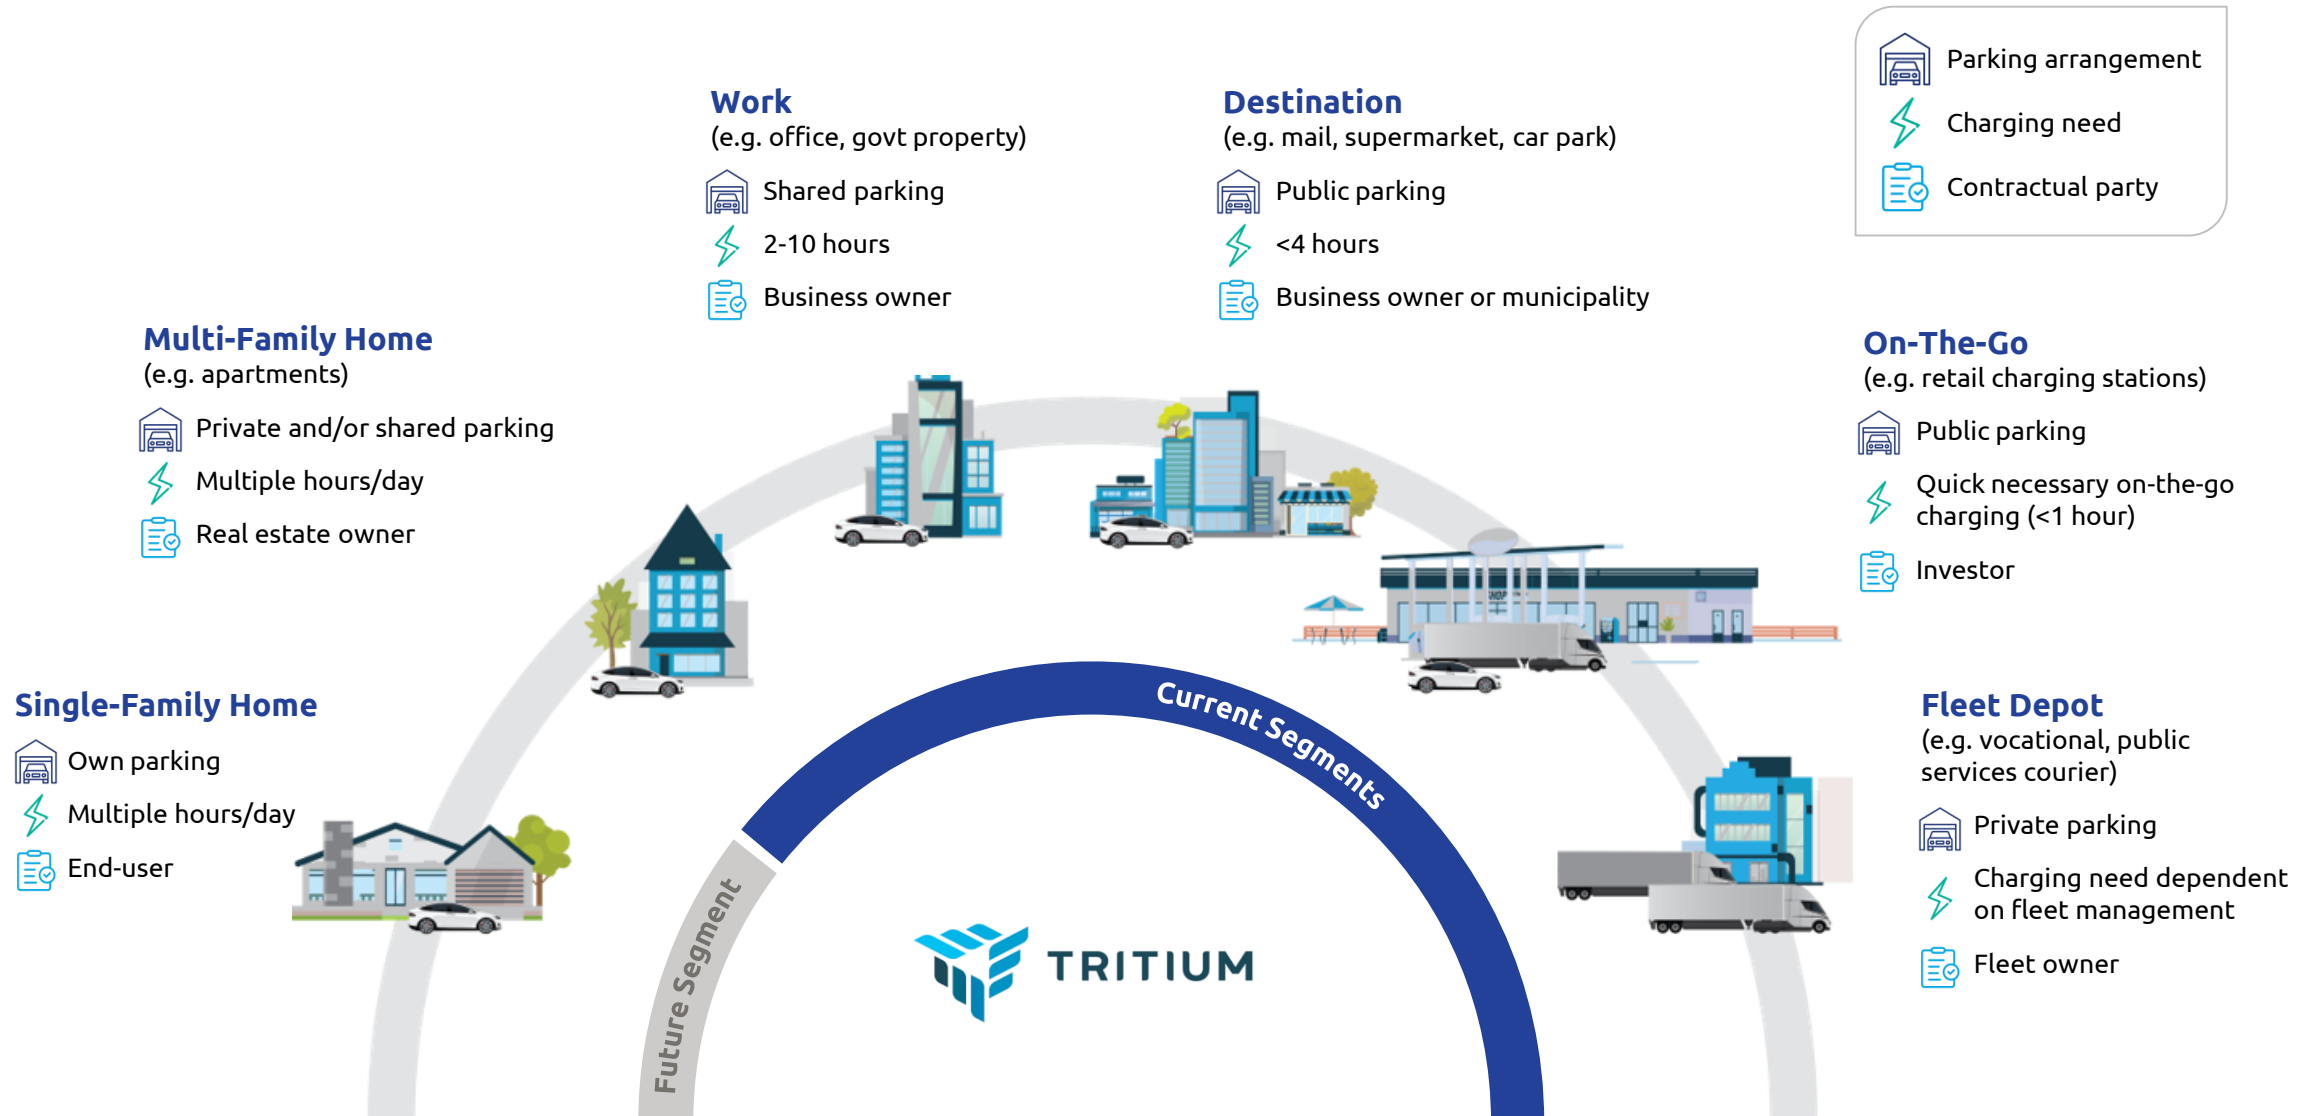 Parking arrangement
Charging need
Contractual party
Work
(e.g. office, govt property)
Shared parking
2-10 hours
Business owner
Destination
(e.g. mail, supermarket, car park)
Public parking
<4 hours
Business owner or municipality
Multi-Family Home
(e.g. apartments)
Private and/or shared parking
Multiple hours/day
Real estate owner
On-The-Go
(e.g. retail charging stations)
Public parking
Quick necessary on-the-go
charging (<1 hour)
Investor
Single-Family Home
Own parking
Multiple hours/day
End-user
Fleet Depot
(e.g. vocational, public
services courier)
Private parking
Charging need dependent
on fleet management
Fleet owner
SHOP
Current Segments
Future Segment
TRITIUM